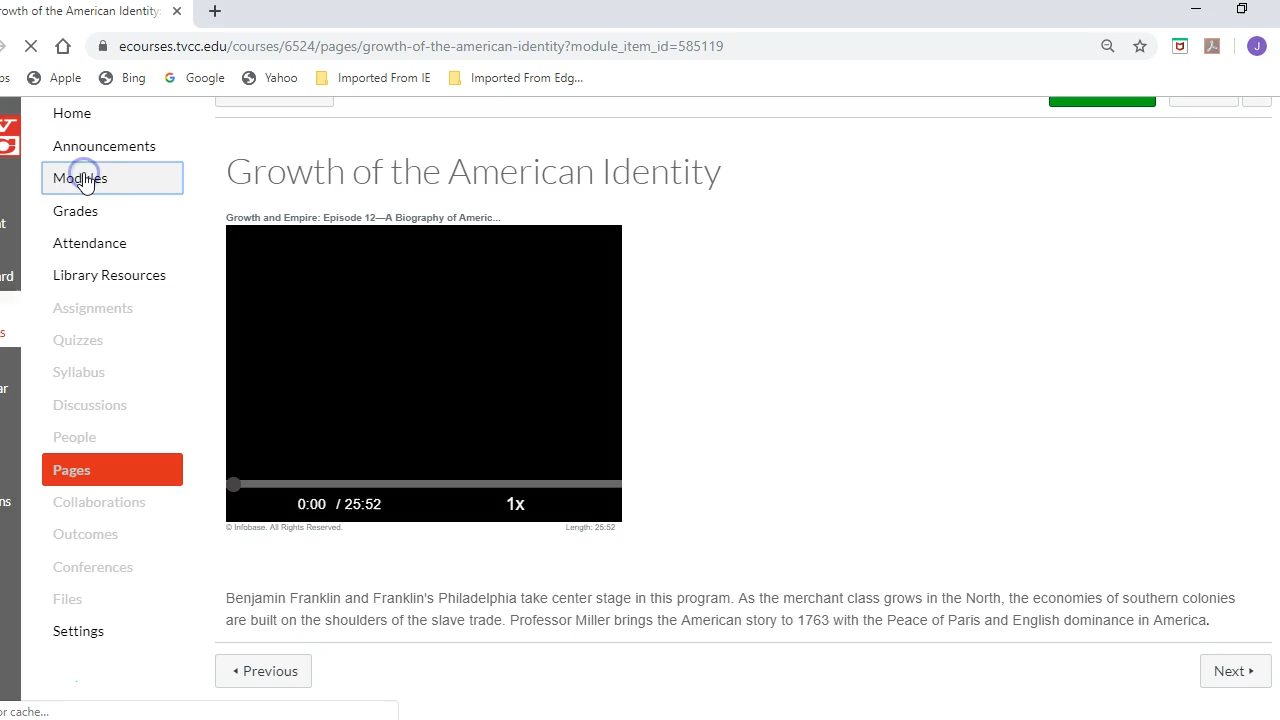 rowth of the American Identity:
ecourses.tvcc.edu/courses/6524/pages/growth-of-the-american-identity?module_item_id=585119
J
ps
Apple
Bing
Google
Yahoo
Imported From IE
Imported From Edg...
Home
Announcements
Modules
Grades
Attendance
Library Resources
Assignments
Quizzes
Syllabus
Discussions
People
Pages
Collaborations
Outcomes
Conferences
Files
Settings
Growth of the American Identity
Growth and Empire: Episode 12—A Biography of Americ...
0:00 / 25:52
1x
© Infobase. All Rights Reserved.
Length: 25:52
Benjamin Franklin and Franklin's Philadelphia take center stage in this program. As the merchant class grows in the North, the economies of southern colonies
are built on the shoulders of the slave trade. Professor Miller brings the American story to 1763 with the Peace of Paris and English dominance in America.
Previous
Next
or cache...